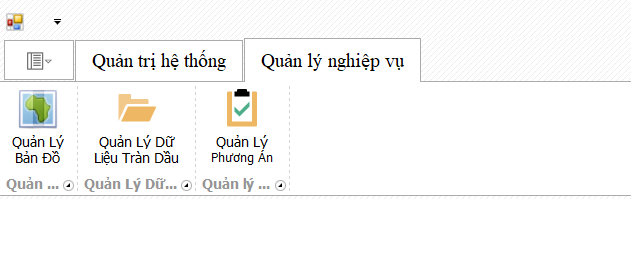 Quản trị hệ thống
Quản lý nghiệp vụ
Quản Lý
Bản Đồ
Quản Lý Dữ
Liệu Tràn Dầu
Quản Lý
Phương Án
Quản ...
Quản Lý Dữ...
Quản lý ...